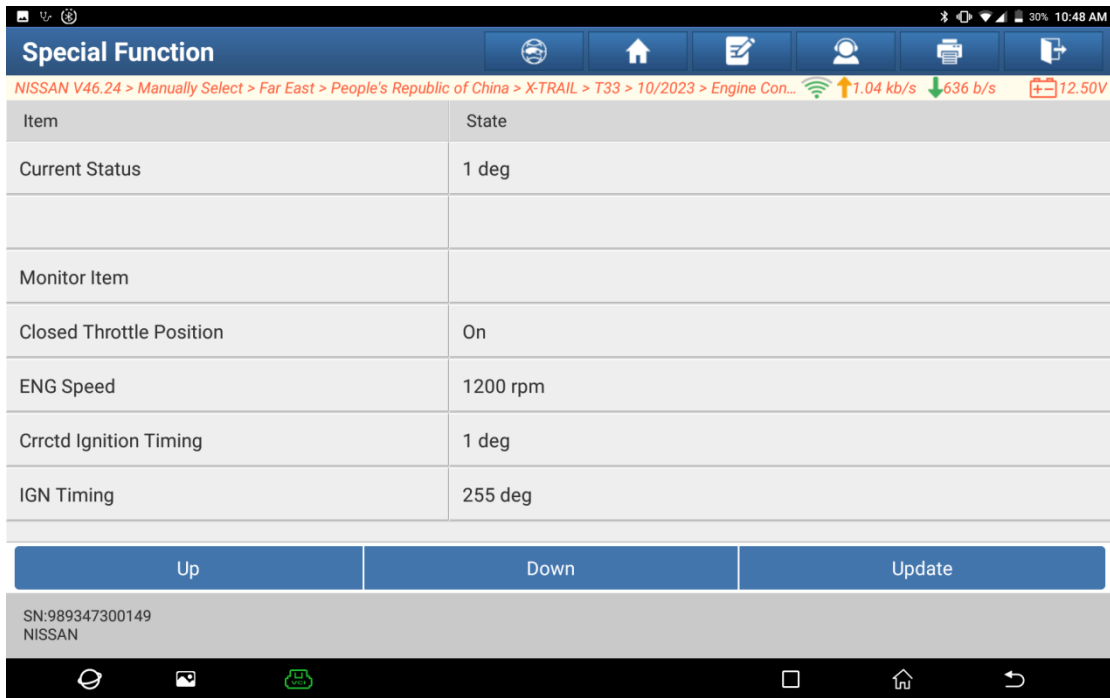 30% 10:48 AM
Special Function
NISSAN V46.24 > Manually Select > Far East > People's Republic of China > X-TRAIL > T33 > 10/2023 > Engine Con... 1.04 kb/s 636 b/s 12.50V
Item State
Current Status 1 deg
Monitor Item
Closed Throttle Position On
ENG Speed 1200 rpm
Crrctd Ignition Timing 1 deg
IGN Timing 255 deg
Up Down Update
SN:989347300149
NISSAN
VCI